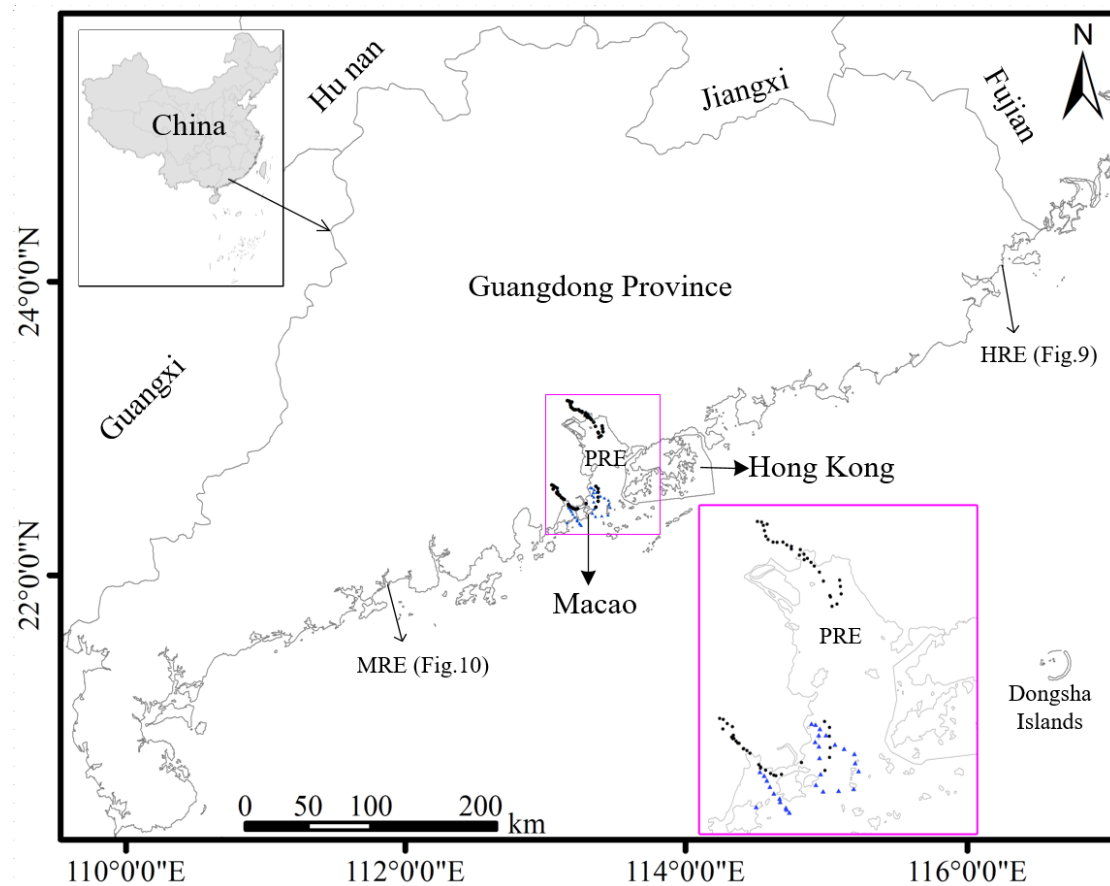 N
Hu nan
Jiangxi
Fujian
China
24°0'0"N
Guangdong Province
HRE (Fig.9)
Guangxi
PRE
Hong Kong
22°0'0"N
Macao
PRE
MRE (Fig.10)
Dongsha
Islands
0 50 100 200
km
110°0'0"E 112°0'0"E 114°0'0"E 116°0'0"E